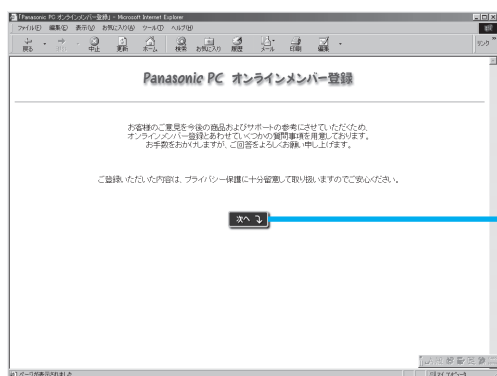 「Panasonic PC オンラインメンバー登録」 - Microsoft Internet Explorer
ファイル(F) 編集(E) 表示(V) お気に入り(A) ツール(T) ヘルプ(H)
戻る 中止 更新 ホーム 検索 お気に入り 履歴 メール 印刷 編集 リンク
Panasonic PC オンラインメンバー登録
お客様のご意見を今後の商品およびサポートの参考にさせていただくため、
オンラインメンバー登録とあわせていくつかの質問事項を用意しております。
お手数をおかけしますが、ご回答をよろしくお願い申し上げます。
ご登録いただいた内容は、プライバシー保護に十分留意して取り扱いますのでご安心ください。
次へ
ページが表示されました マイ コンピュータ